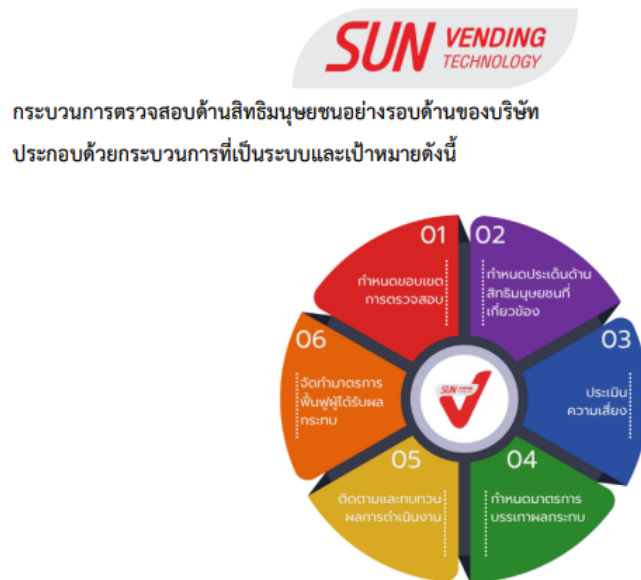 SUN VENDING
TECHNOLOGY
กระบวนการตรวจสอบด้านสิทธิมนุษยชนอย่างรอบด้านของบริษัท
ประกอบด้วยกระบวนการที่เป็นระบบและเป้าหมายดังนี้
01
กำหนดขอบเขต
การตรวจสอบ
02
กำหนดประเด็นด้าน
สิทธิมนุษยชนที่
เกี่ยวข้อง
03
ประเมิน
ความเสี่ยง
04
กำหนดมาตรการ
บรรเทาผลกระทบ
05
ติดตามและทบทวน
ผลการดำเนินงาน
06
จัดทำมาตรการ
ฟื้นฟูผู้ได้รับผล
กระทบ
SUN VENDING
TECHNOLOGY